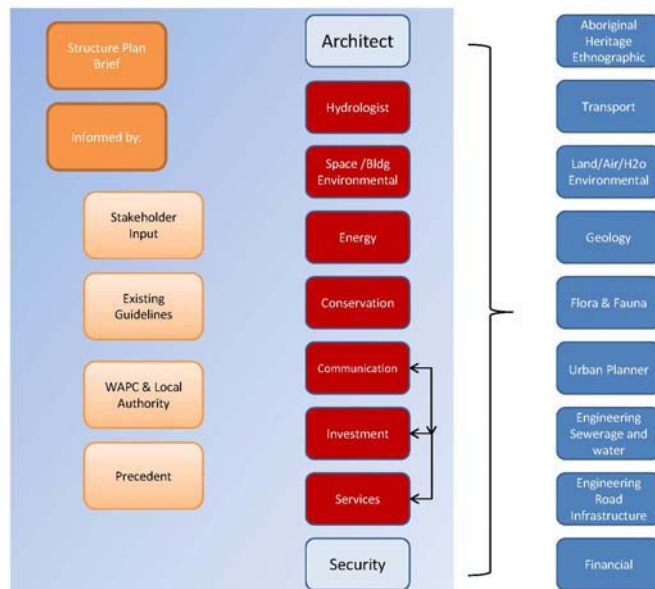 Structure Plan
Brief
Informed by:
Stakeholder
Input
Existing
Guidelines
WAPC & Local
Authority
Precedent
Architect
Hydrologist
Space /Bldg
Environmental
Energy
Conservation
Communication
Investment
Services
Security
Aboriginal
Heritage
Ethnographic
Transport
Land/Air/H2o
Environmental
Geology
Flora & Fauna
Urban Planner
Engineering
Sewerage and
water
Engineering
Road
Infrastructure
Financial